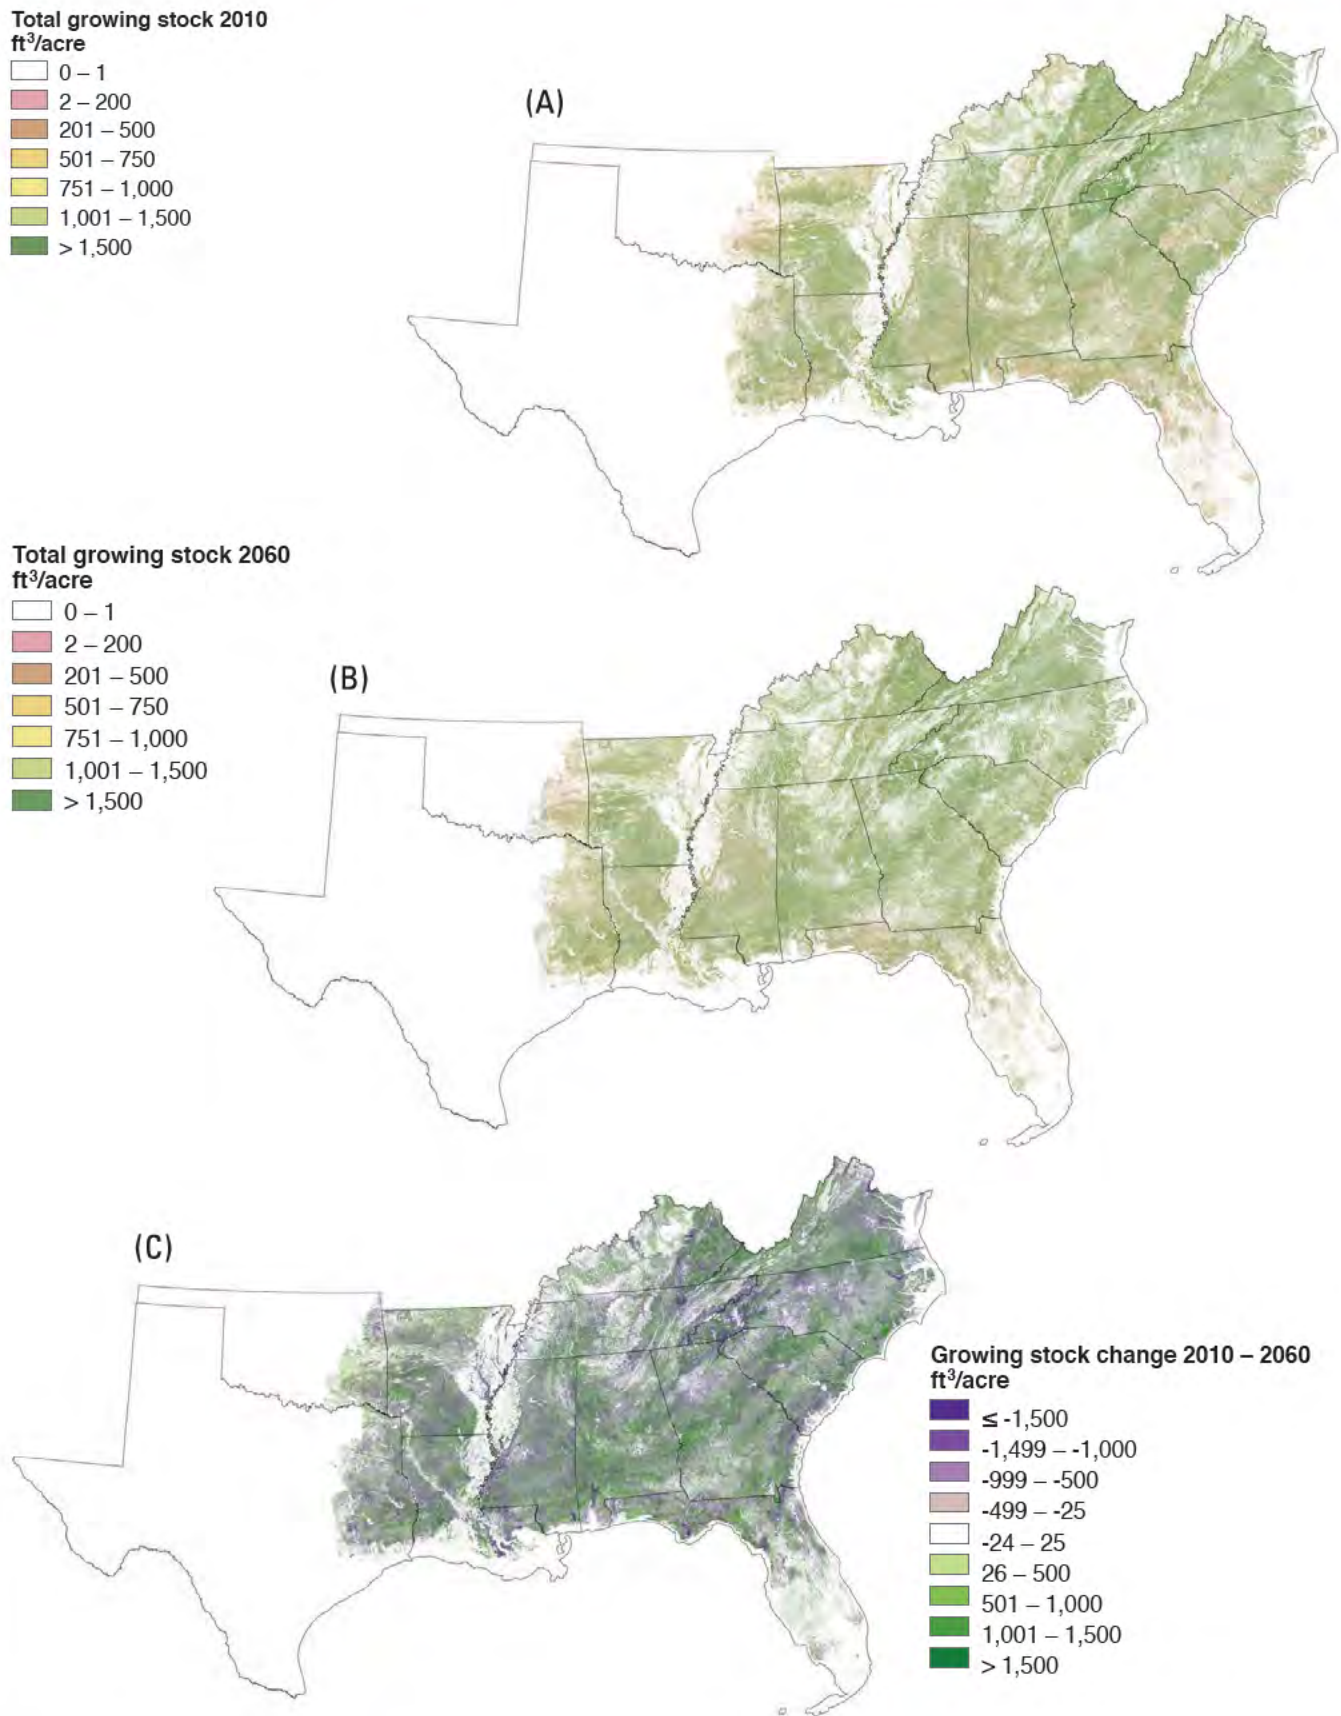 Total growing stock 2010
ft³/acre
0 – 1
2 – 200
201 – 500
501 – 750
751 – 1,000
1,001 – 1,500
> 1,500
(A)
Total growing stock 2060
ft³/acre
0 – 1
2 – 200
201 – 500
501 – 750
751 – 1,000
1,001 – 1,500
> 1,500
(B)
(C)
Growing stock change 2010 – 2060
ft³/acre
≤ -1,500
-1,499 – -1,000
-999 – -500
-499 – -25
-24 – 25
26 – 500
501 – 1,000
1,001 – 1,500
> 1,500